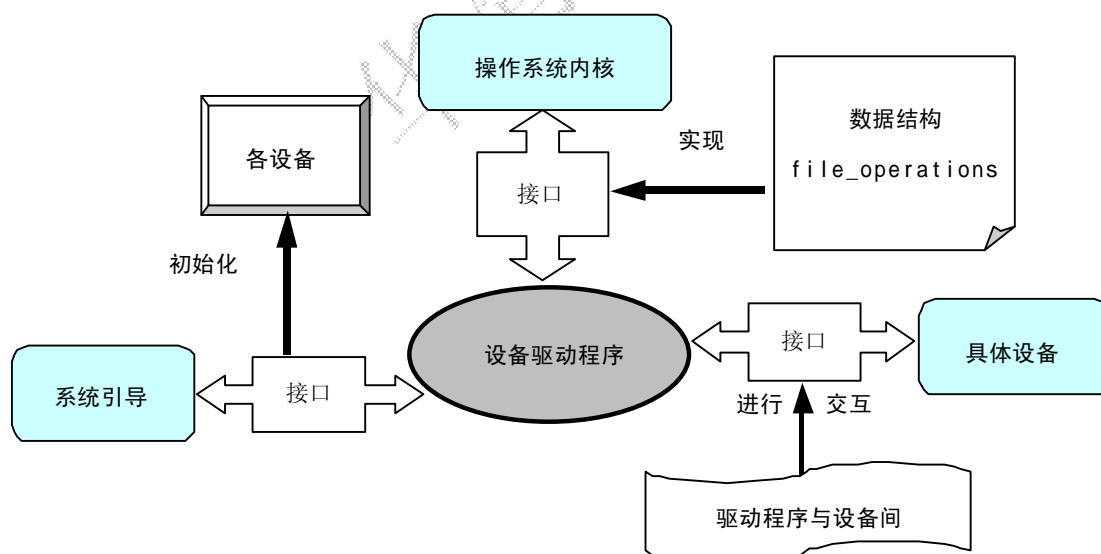 操作系统内核
数据结构
file_operations
各设备
实现
接口
初始化
设备驱动程序
接口
具体设备
系统引导
接口
进行
交互
驱动程序与设备间